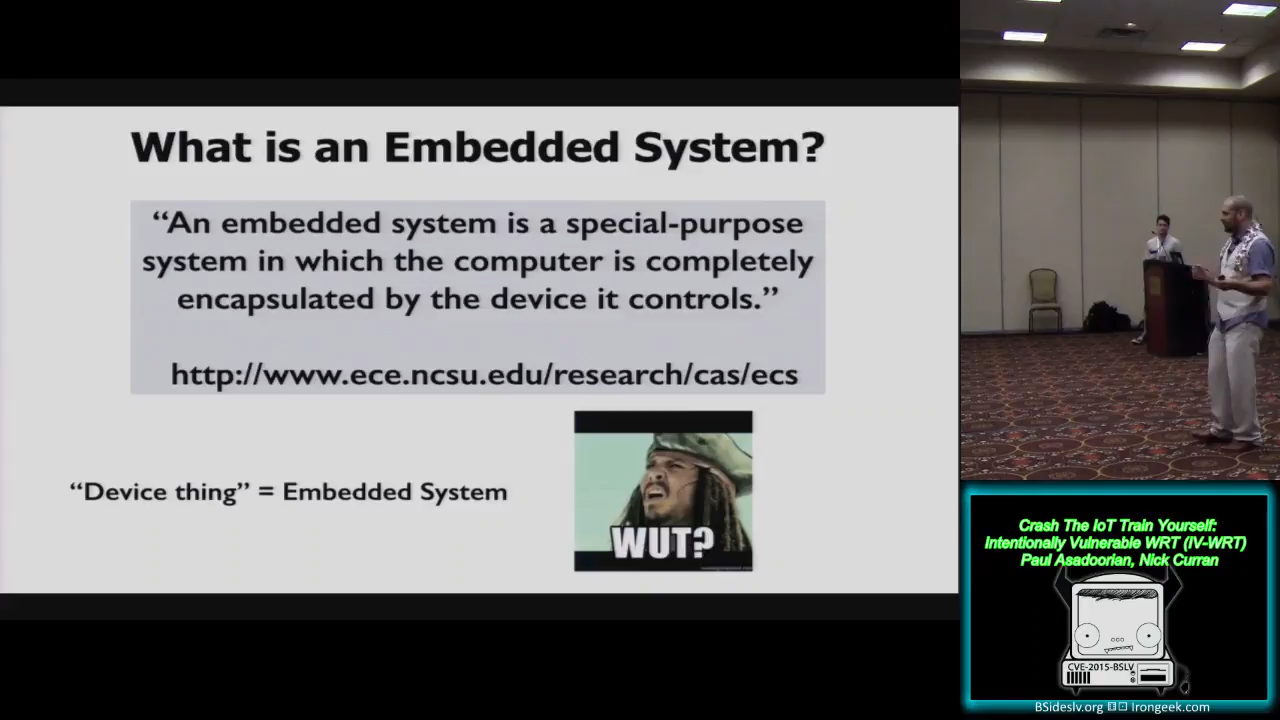 What is an Embedded System?
“An embedded system is a special-purpose
system in which the computer is completely
encapsulated by the device it controls.”
http://www.ece.ncsu.edu/research/cas/ecs
“Device thing” = Embedded System
WUT?
Crash The IoT Train Yourself:
Intentionally Vulnerable WRT (IV-WRT)
Paul Asadoorian, Nick Curran
CVE-2015-BSLV
BSideslv.org
Irongeek.com